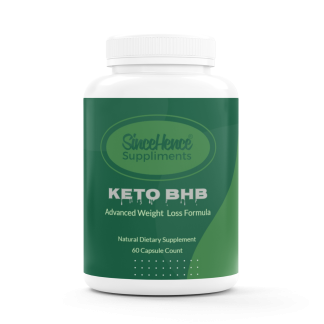 SinceHence®
Suppliments
KETO BHB
Advanced Weight Loss Formula
Natural Dietary Supplement
60 Capsule Count